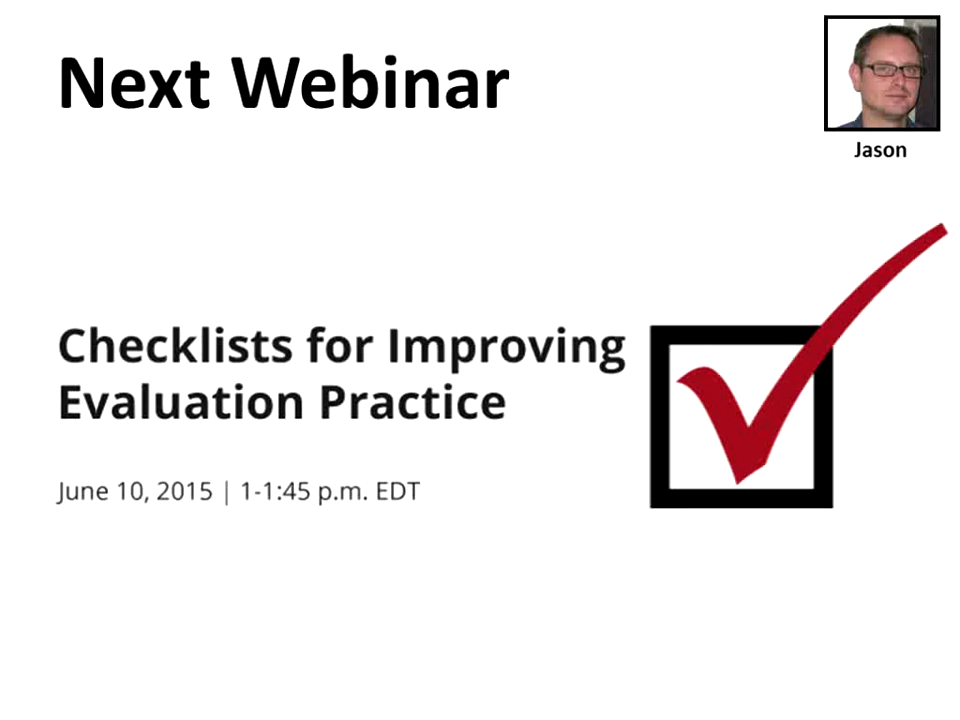 Next Webinar
Jason
Checklists for Improving
Evaluation Practice
June 10, 2015 | 1-1:45 p.m. EDT